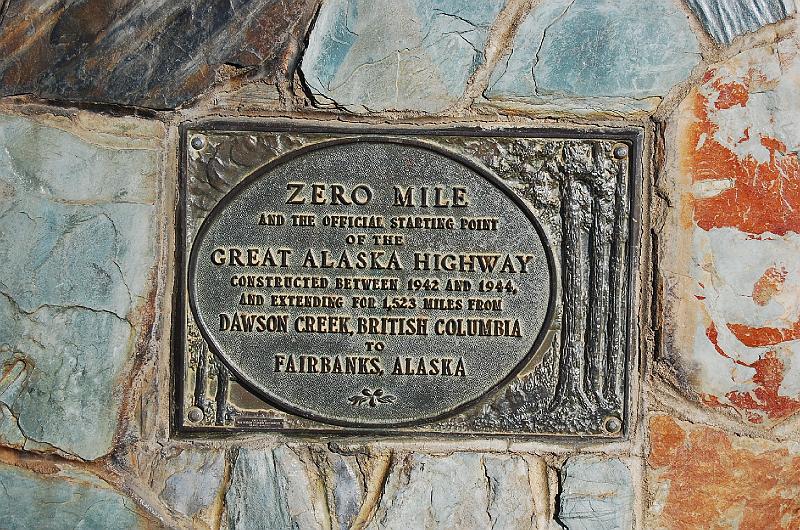 ZERO MILE
AND THE OFFICIAL STARTING POINT
OF THE
GREAT ALASKA HIGHWAY
CONSTRUCTED BETWEEN 1942 AND 1944,
AND EXTENDING FOR 1,523 MILES FROM
DAWSON CREEK, BRITISH COLUMBIA
TO
FAIRBANKS, ALASKA